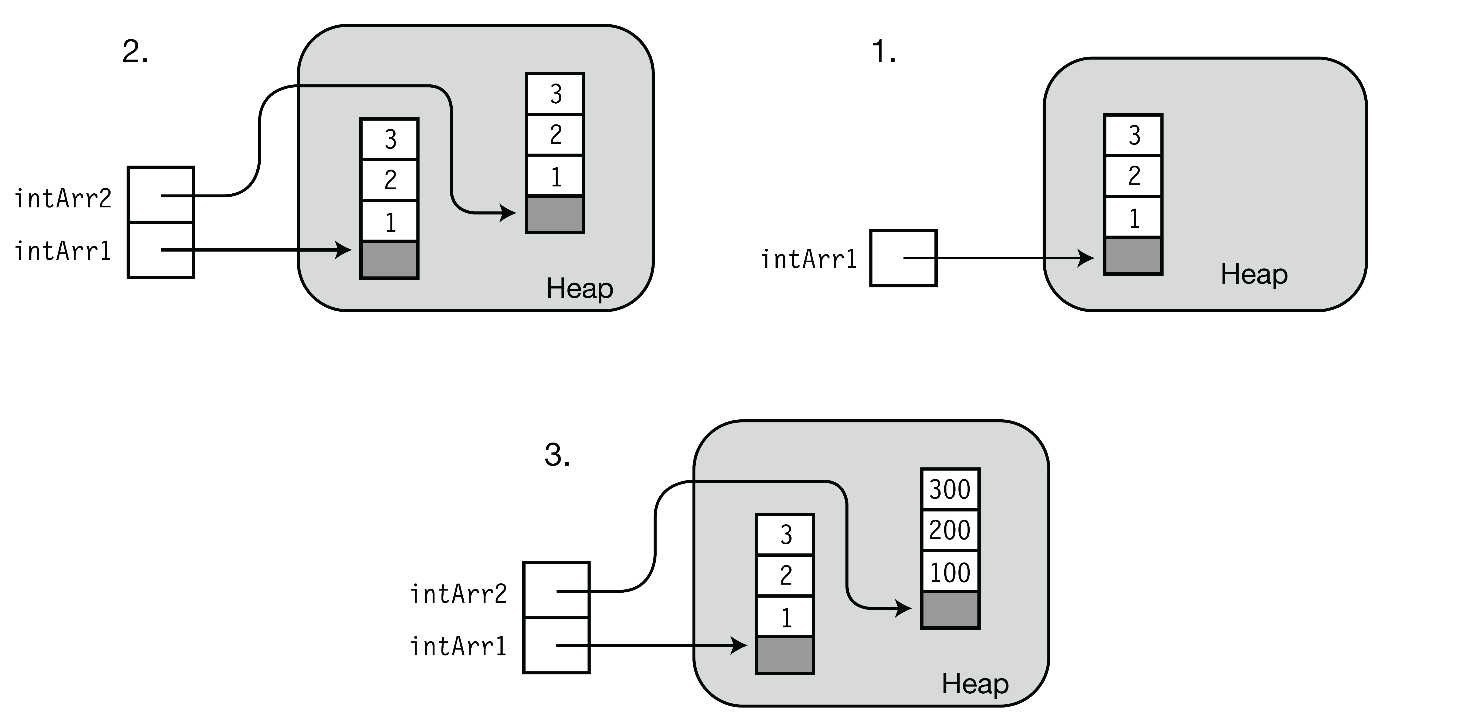 2.
3
2
1
3
2
1
intArr2
intArr1
Heap
1.
3
2
1
intArr1
Heap
3.
300
200
100
3
2
1
intArr2
intArr1
Heap